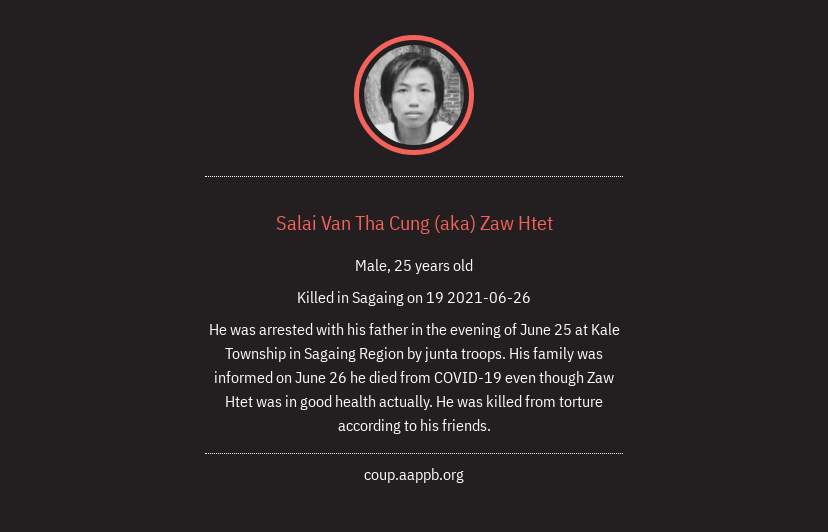 Salai Van Tha Cung (aka) Zaw Htet
Male, 25 years old
Killed in Sagaing on 19 2021-06-26
He was arrested with his father in the evening of June 25 at Kale
Township in Sagaing Region by junta troops. His family was
informed on June 26 he died from COVID-19 even though Zaw
Htet was in good health actually. He was killed from torture
according to his friends.
coup.aappb.org